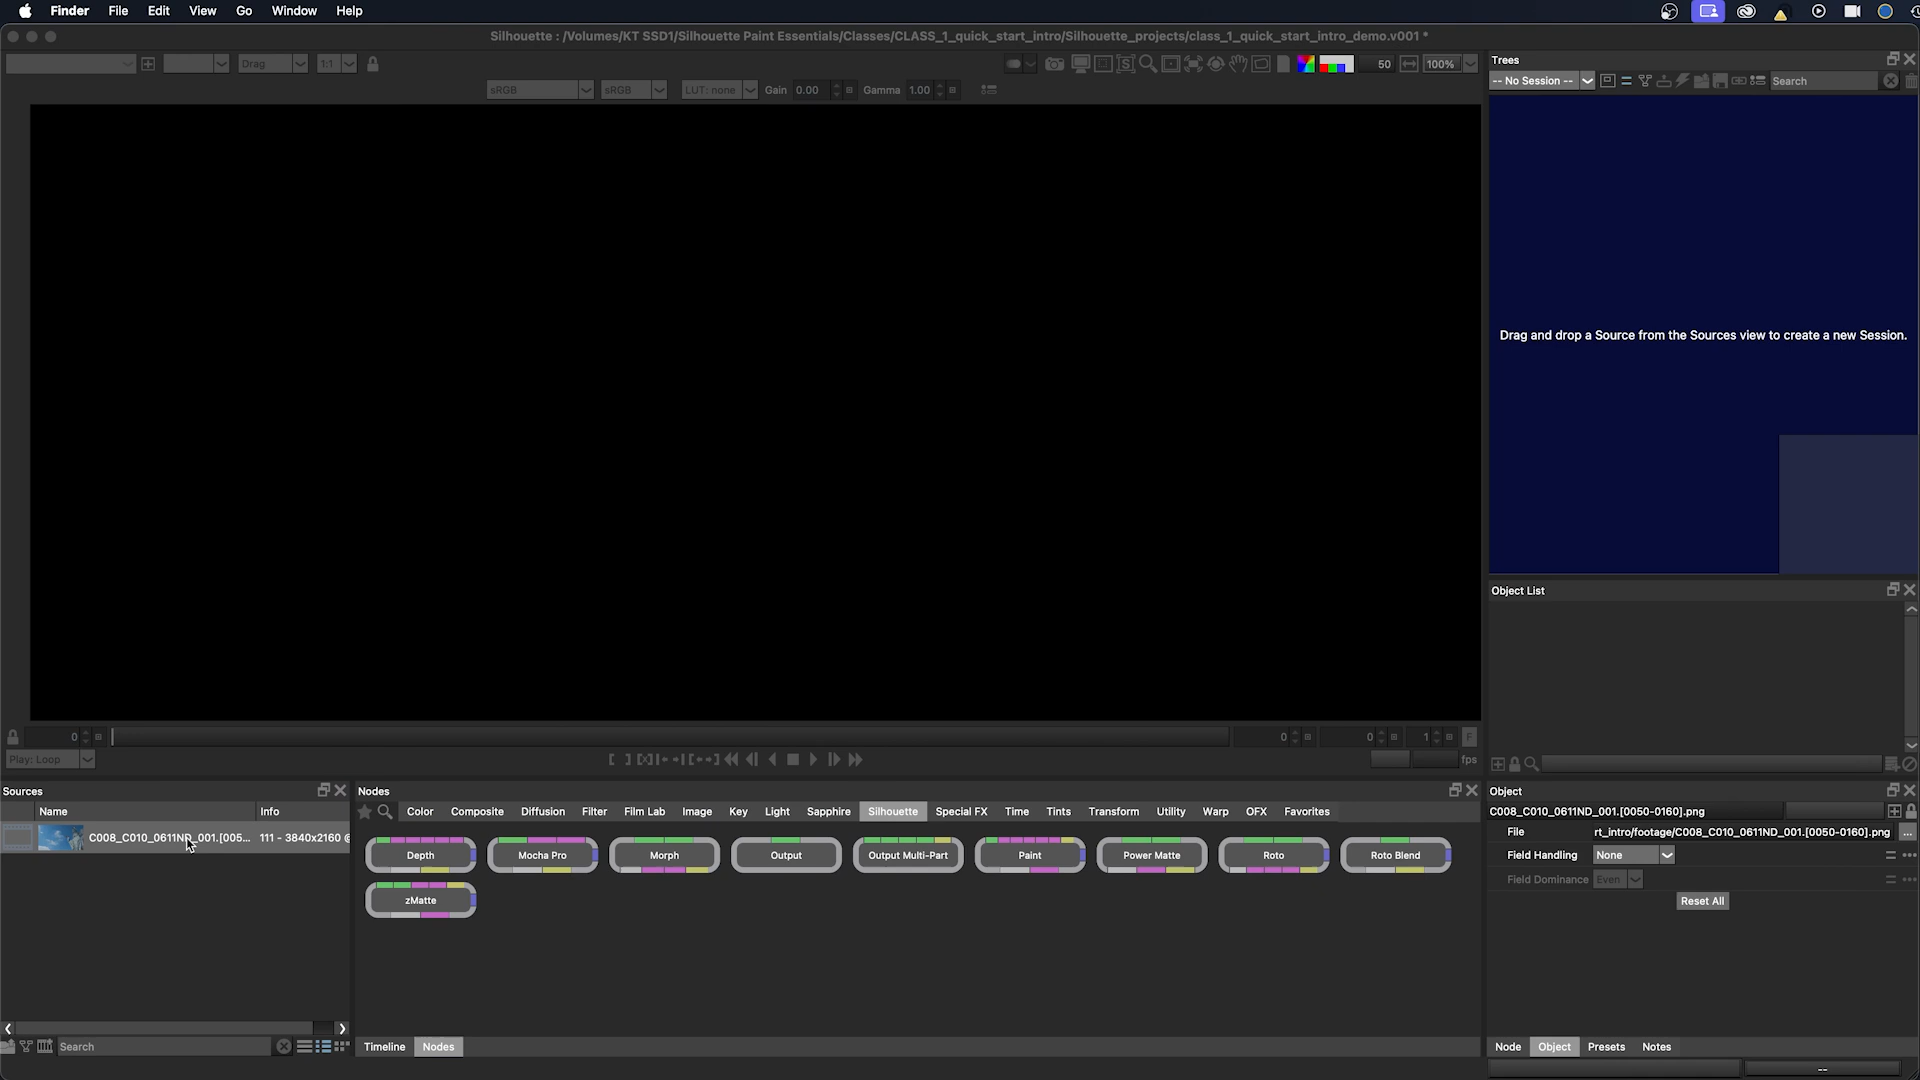 Finder File Edit View Go Window Help
Silhouette : /Volumes/KT SSD1/Silhouette Paint Essentials/Classes/CLASS_1_quick_start_intro/Silhouette_projects/class_1_quick_start_intro_demo.v001 *
Drag 1:1 50 100%
sRGB sRGB LUT: none Gain 0.00 Gamma 1.00
Trees
-- No Session -- Search
Drag and drop a Source from the Sources view to create a new Session.
Object List
0 0 0 1 F
Play: Loop fps
Sources
Name Info
C008_C010_0611ND_001.[005... 111 - 3840x2160
Search
Nodes
Color Composite Diffusion Filter Film Lab Image Key Light Sapphire Silhouette Special FX Time Tints Transform Utility Warp OFX Favorites
Depth Mocha Pro Morph Output Output Multi-Part Paint Power Matte Roto Roto Blend
zMatte
Timeline Nodes
Object
C008_C010_0611ND_001.[0050-0160].png
File rt_intro/footage/C008_C010_0611ND_001.[0050-0160].png ...
Field Handling None
Field Dominance Even
Reset All
Node Object Presets Notes
--